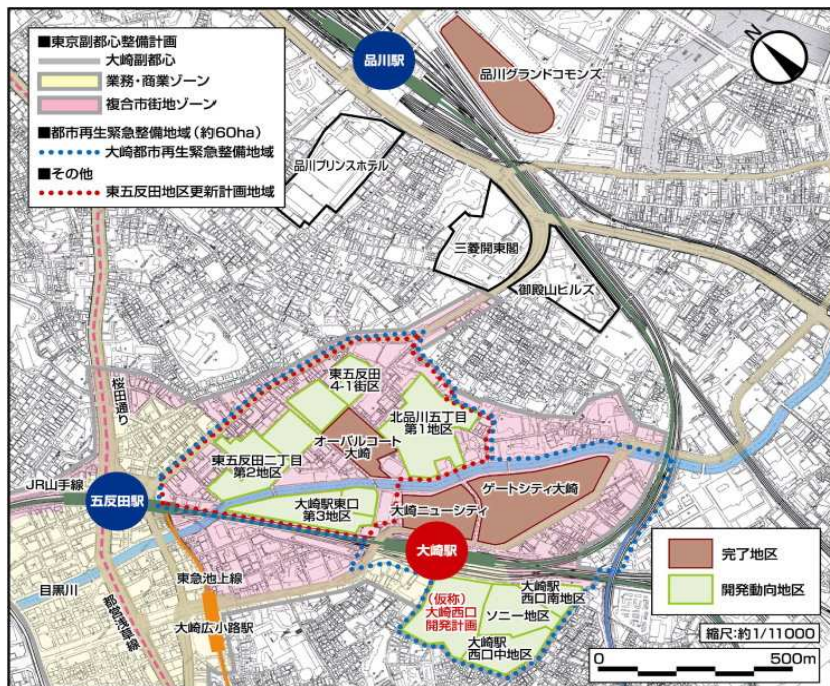 ■東京副都心整備計画
大崎副都心
業務・商業ゾーン
複合市街地ゾーン
■都市再生緊急整備地域(約60ha)
大崎都市再生緊急整備地域
■その他
東五反田地区更新計画地域
品川駅
品川グランドコモンズ
N
品川プリンスホテル
三菱開東閣
御殿山ヒルズ
桜田通り
東五反田
4-1街区
北品川五丁目
第1地区
オーバルコート
大崎
東五反田二丁目
第2地区
JR山手線
五反田駅
大崎駅東口
第3地区
大崎ニューシティ
ゲートシティ大崎
大崎駅
目黒川
都営浅草線
東急池上線
大崎広小路駅
(仮称)
大崎西口
開発計画
大崎駅
西口南地区
ソニー地区
大崎駅
西口中地区
完了地区
開発動向地区
縮尺:約1/11000
0
500m